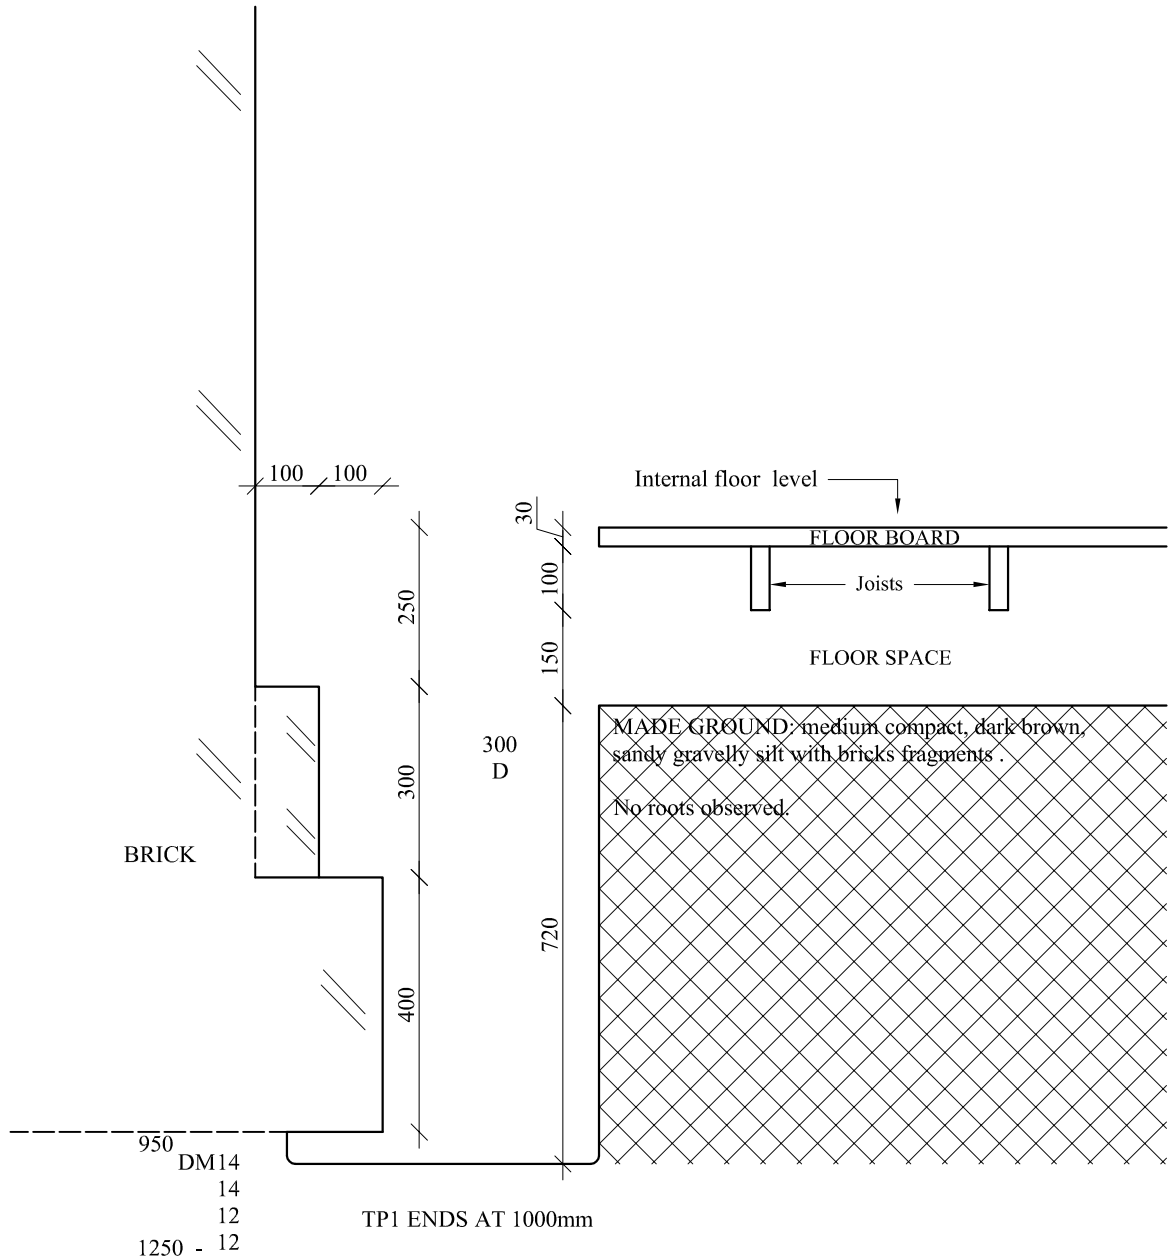 100 100
Internal floor level
30
FLOOR BOARD
100
Joists
250
150
FLOOR SPACE
MADE GROUND: medium compact, dark brown,
sandy gravelly silt with bricks fragments .
300
D
300
No roots observed.
BRICK
720
400
950
DM14
14
12
1250 - 12
TP1 ENDS AT 1000mm